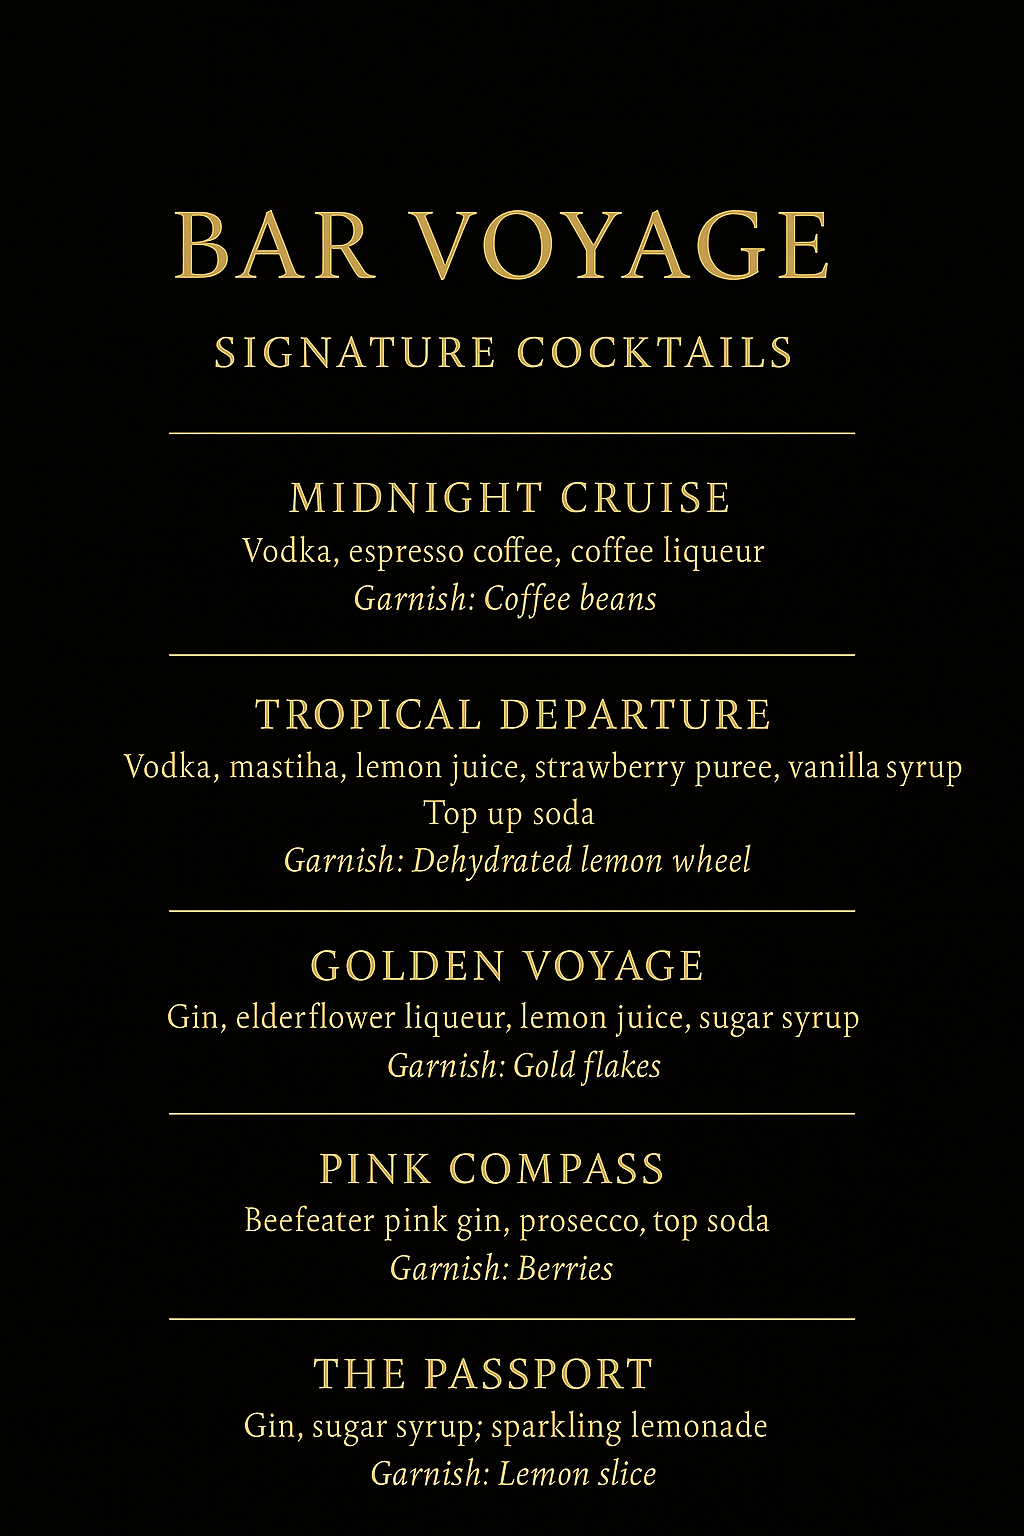 BAR VOYAGE
SIGNATURE COCKTAILS
MIDNIGHT CRUISE
Vodka, espresso coffee, coffee liqueur
Garnish: Coffee beans
TROPICAL DEPARTURE
Vodka, mastiha, lemon juice, strawberry puree, vanilla syrup
Top up soda
Garnish: Dehydrated lemon wheel
GOLDEN VOYAGE
Gin, elderflower liqueur, lemon juice, sugar syrup
Garnish: Gold flakes
PINK COMPASS
Beefeater pink gin, prosecco, top soda
Garnish: Berries
THE PASSPORT
Gin, sugar syrup; sparkling lemonade
Garnish: Lemon slice